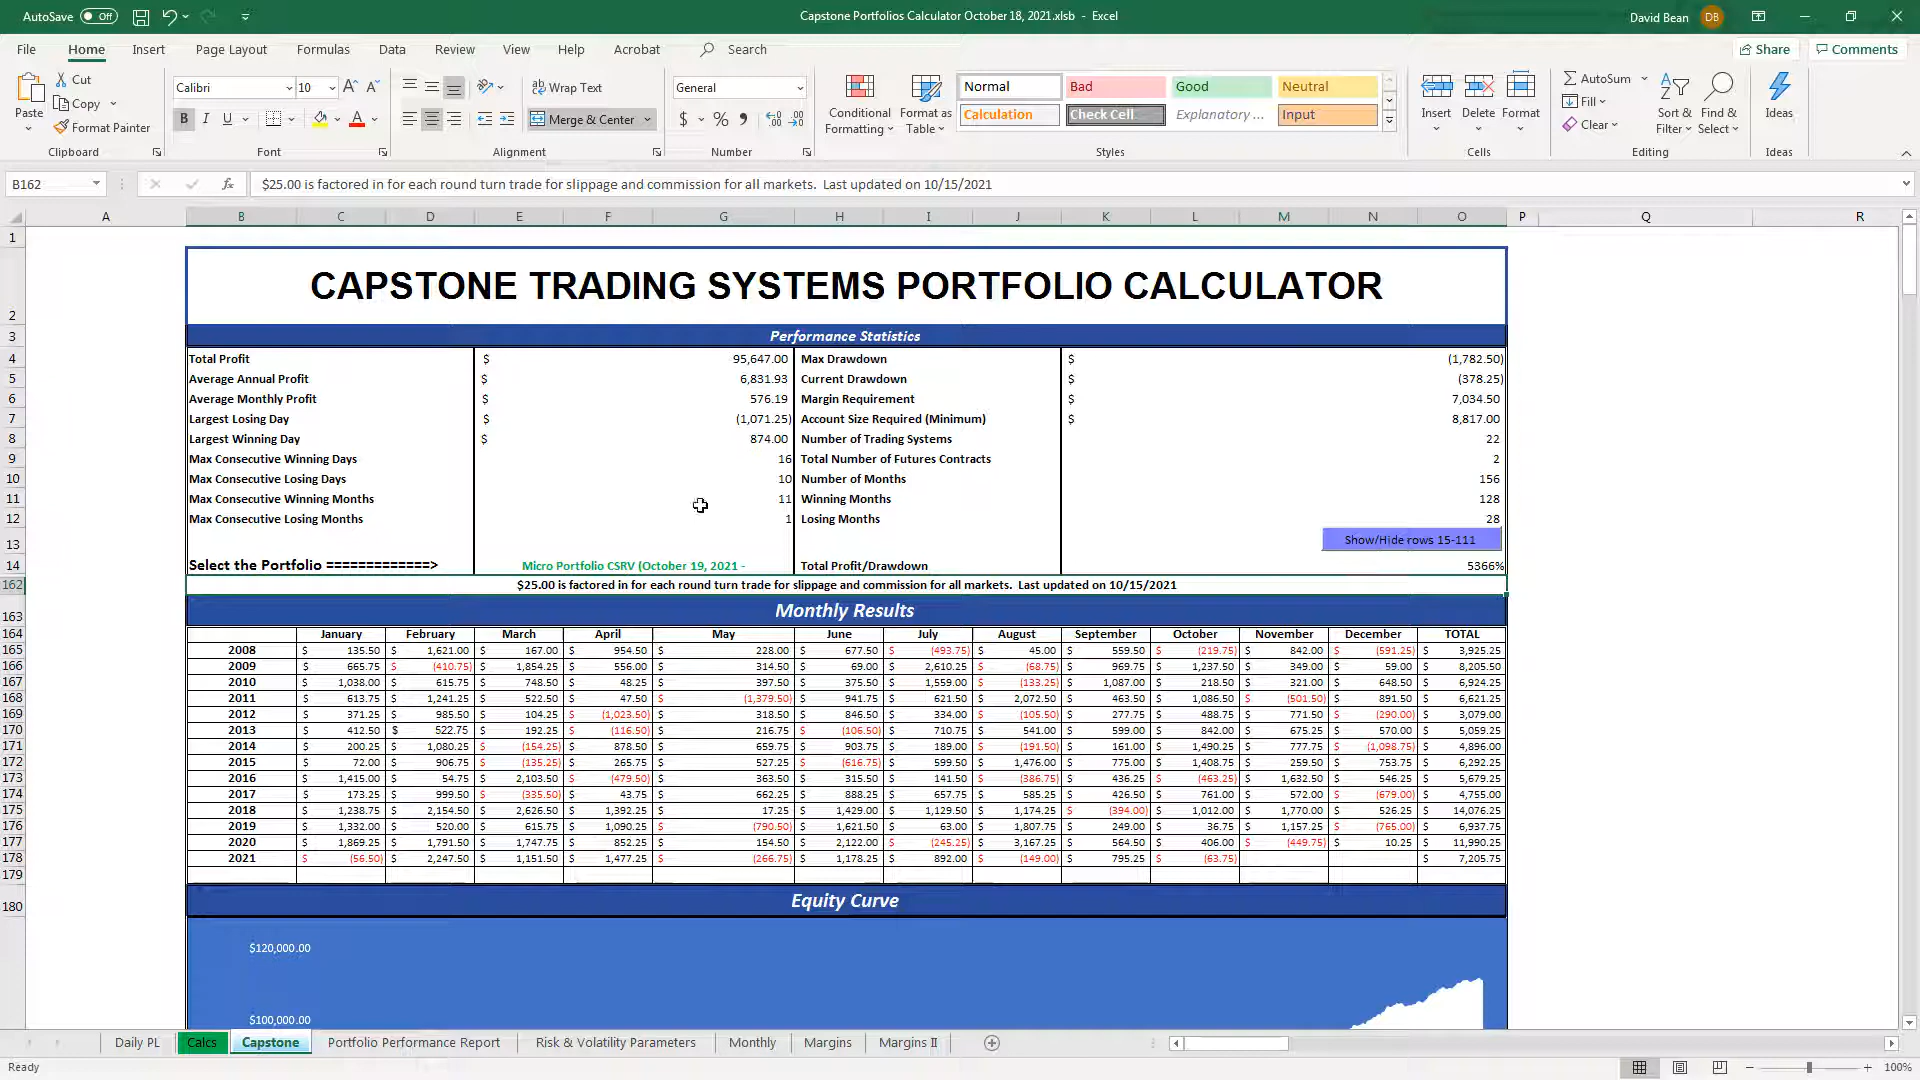 AutoSave Off
Capstone Portfolios Calculator October 18, 2021.xlsb - Excel
David Bean DB
File Home Insert Page Layout Formulas Data Review View Help Acrobat Search Share Comments
Paste Cut Copy Format Painter
Calibri 10
B I U
Wrap Text
Merge & Center
General
$ % ,
Conditional Formatting
Format as Table
Normal Bad Good Neutral
Calculation Check Cell Explanatory ... Input
Insert Delete Format
AutoSum Fill Clear
Sort & Filter
Find & Select
Ideas
Clipboard Font Alignment Number Styles Cells Editing Ideas
B162 fx $25.00 is factored in for each round turn trade for slippage and commission for all markets. Last updated on 10/15/2021
A B C D E F G H I J K L M N O P Q R
1
2 CAPSTONE TRADING SYSTEMS PORTFOLIO CALCULATOR
3 Performance Statistics
4 Total Profit $ 95,647.00 Max Drawdown $ (1,782.50)
5 Average Annual Profit $ 6,831.93 Current Drawdown $ (378.25)
6 Average Monthly Profit $ 576.19 Margin Requirement $ 7,034.50
7 Largest Losing Day $ (1,071.25) Account Size Required (Minimum) $ 8,817.00
8 Largest Winning Day $ 874.00 Number of Trading Systems 22
9 Max Consecutive Winning Days 16 Total Number of Futures Contracts 2
10 Max Consecutive Losing Days 10 Number of Months 156
11 Max Consecutive Winning Months 11 Winning Months 128
12 Max Consecutive Losing Months 1 Losing Months 28
13 Show/Hide rows 15-111
14 Select the Portfolio =============> Micro Portfolio CSRV (October 19, 2021 - Total Profit/Drawdown 5366%
162 $25.00 is factored in for each round turn trade for slippage and commission for all markets. Last updated on 10/15/2021
163 Monthly Results
164 January February March April May June July August September October November December TOTAL
165 2008 $ 135.50 $ 1,621.00 $ 167.00 $ 954.50 $ 228.00 $ 677.50 $ (493.75) $ 45.00 $ 559.50 $ (219.75) $ 842.00 $ (591.25) $ 3,925.25
166 2009 $ 665.75 $ (410.75) $ 1,854.25 $ 556.00 $ 314.50 $ 69.00 $ 2,610.25 $ (68.75) $ 969.75 $ 1,237.50 $ 349.00 $ 59.00 $ 8,205.50
167 2010 $ 1,038.00 $ 615.75 $ 748.50 $ 48.25 $ 397.50 $ 375.50 $ 1,559.00 $ (133.25) $ 1,087.00 $ 218.50 $ 321.00 $ 648.50 $ 6,924.25
168 2011 $ 613.75 $ 1,241.25 $ 522.50 $ 47.50 $ (1,379.50) $ 941.75 $ 621.50 $ 2,072.50 $ 463.50 $ 1,086.50 $ (501.50) $ 891.50 $ 6,621.25
169 2012 $ 371.25 $ 985.50 $ 104.25 $ (1,023.50) $ 318.50 $ 846.50 $ 334.00 $ (105.50) $ 277.75 $ 488.75 $ 771.50 $ (290.00) $ 3,079.00
170 2013 $ 412.50 $ 522.75 $ 192.25 $ (116.50) $ 216.75 $ (106.50) $ 710.75 $ 541.00 $ 599.00 $ 842.00 $ 675.25 $ 570.00 $ 5,059.25
171 2014 $ 200.25 $ 1,080.25 $ (154.25) $ 878.50 $ 659.75 $ 903.75 $ 189.00 $ (191.50) $ 161.00 $ 1,490.25 $ 777.75 $ (1,098.75) $ 4,896.00
172 2015 $ 72.00 $ 906.75 $ (135.25) $ 265.75 $ 527.25 $ (616.75) $ 599.50 $ 1,476.00 $ 775.00 $ 1,408.75 $ 259.50 $ 753.75 $ 6,292.25
173 2016 $ 1,415.00 $ 54.75 $ 2,103.50 $ (479.50) $ 363.50 $ 315.50 $ 141.50 $ (386.75) $ 436.25 $ (463.25) $ 1,632.50 $ 546.25 $ 5,679.25
174 2017 $ 173.25 $ 999.50 $ (335.50) $ 43.75 $ 662.25 $ 888.25 $ 657.75 $ 585.25 $ 426.50 $ 761.00 $ 572.00 $ (679.00) $ 4,755.00
175 2018 $ 1,238.75 $ 2,154.50 $ 2,626.50 $ 1,392.25 $ 17.25 $ 1,429.00 $ 1,129.50 $ 1,174.25 $ (394.00) $ 1,012.00 $ 1,770.00 $ 526.25 $ 14,076.25
176 2019 $ 1,332.00 $ 520.00 $ 615.75 $ 1,090.25 $ (790.50) $ 1,621.50 $ 63.00 $ 1,807.75 $ 249.00 $ 36.75 $ 1,157.25 $ (765.00) $ 6,937.75
177 2020 $ 1,869.25 $ 1,791.50 $ 1,747.75 $ 852.25 $ 154.50 $ 2,122.00 $ (245.25) $ 3,167.25 $ 564.50 $ 406.00 $ (449.75) $ 10.25 $ 11,990.25
178 2021 $ (56.50) $ 2,247.50 $ 1,151.50 $ 1,477.25 $ (266.75) $ 1,178.25 $ 892.00 $ (149.00) $ 795.25 $ (63.75) $ 7,205.75
179
180 Equity Curve
$120,000.00
$100,000.00
Daily PL Calcs Capstone Portfolio Performance Report Risk & Volatility Parameters Monthly Margins Margins II
Ready 100%